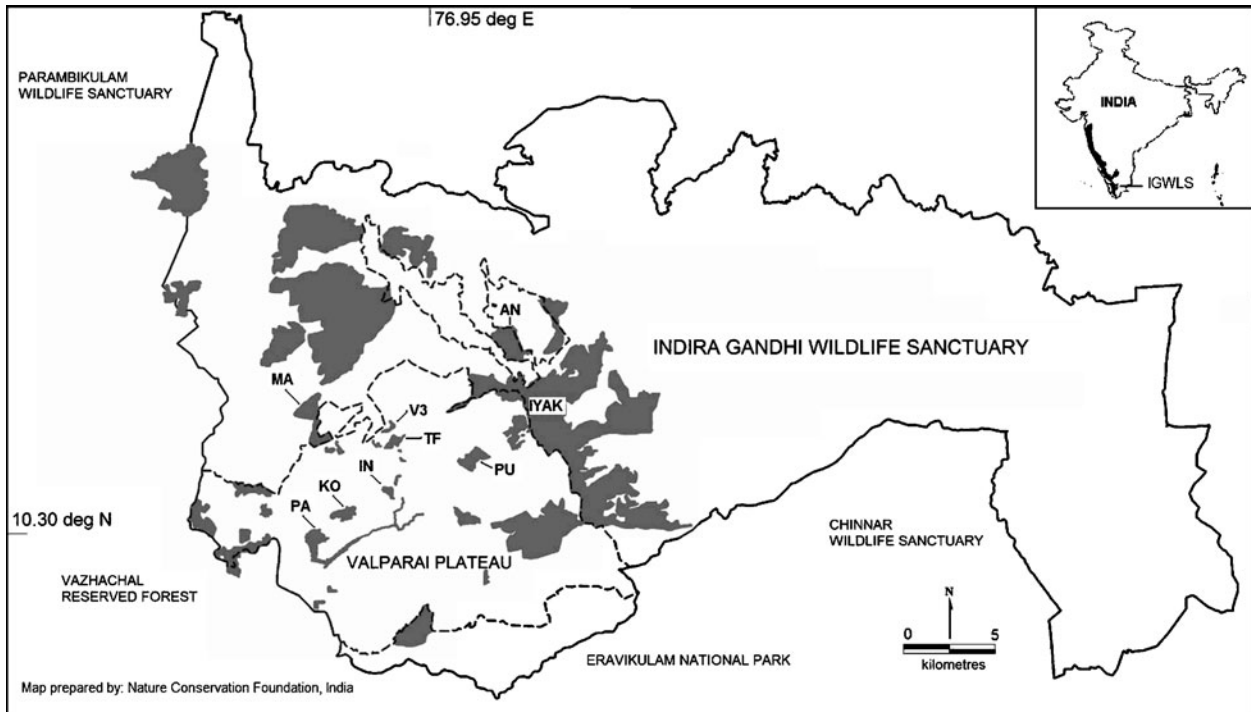 76.95 deg E
PARAMBIKULAM
WILDLIFE SANCTUARY
INDIA
IGWLS
AN
INDIRA GANDHI WILDLIFE SANCTUARY
MA
IYAK
V3
TF
IN
PU
KO
PA
10.30 deg N
CHINNAR
WILDLIFE SANCTUARY
VALPARAI PLATEAU
VAZHACHAL
RESERVED FOREST
N
0 5
kilometres
ERAVIKULAM NATIONAL PARK
Map prepared by: Nature Conservation Foundation, India